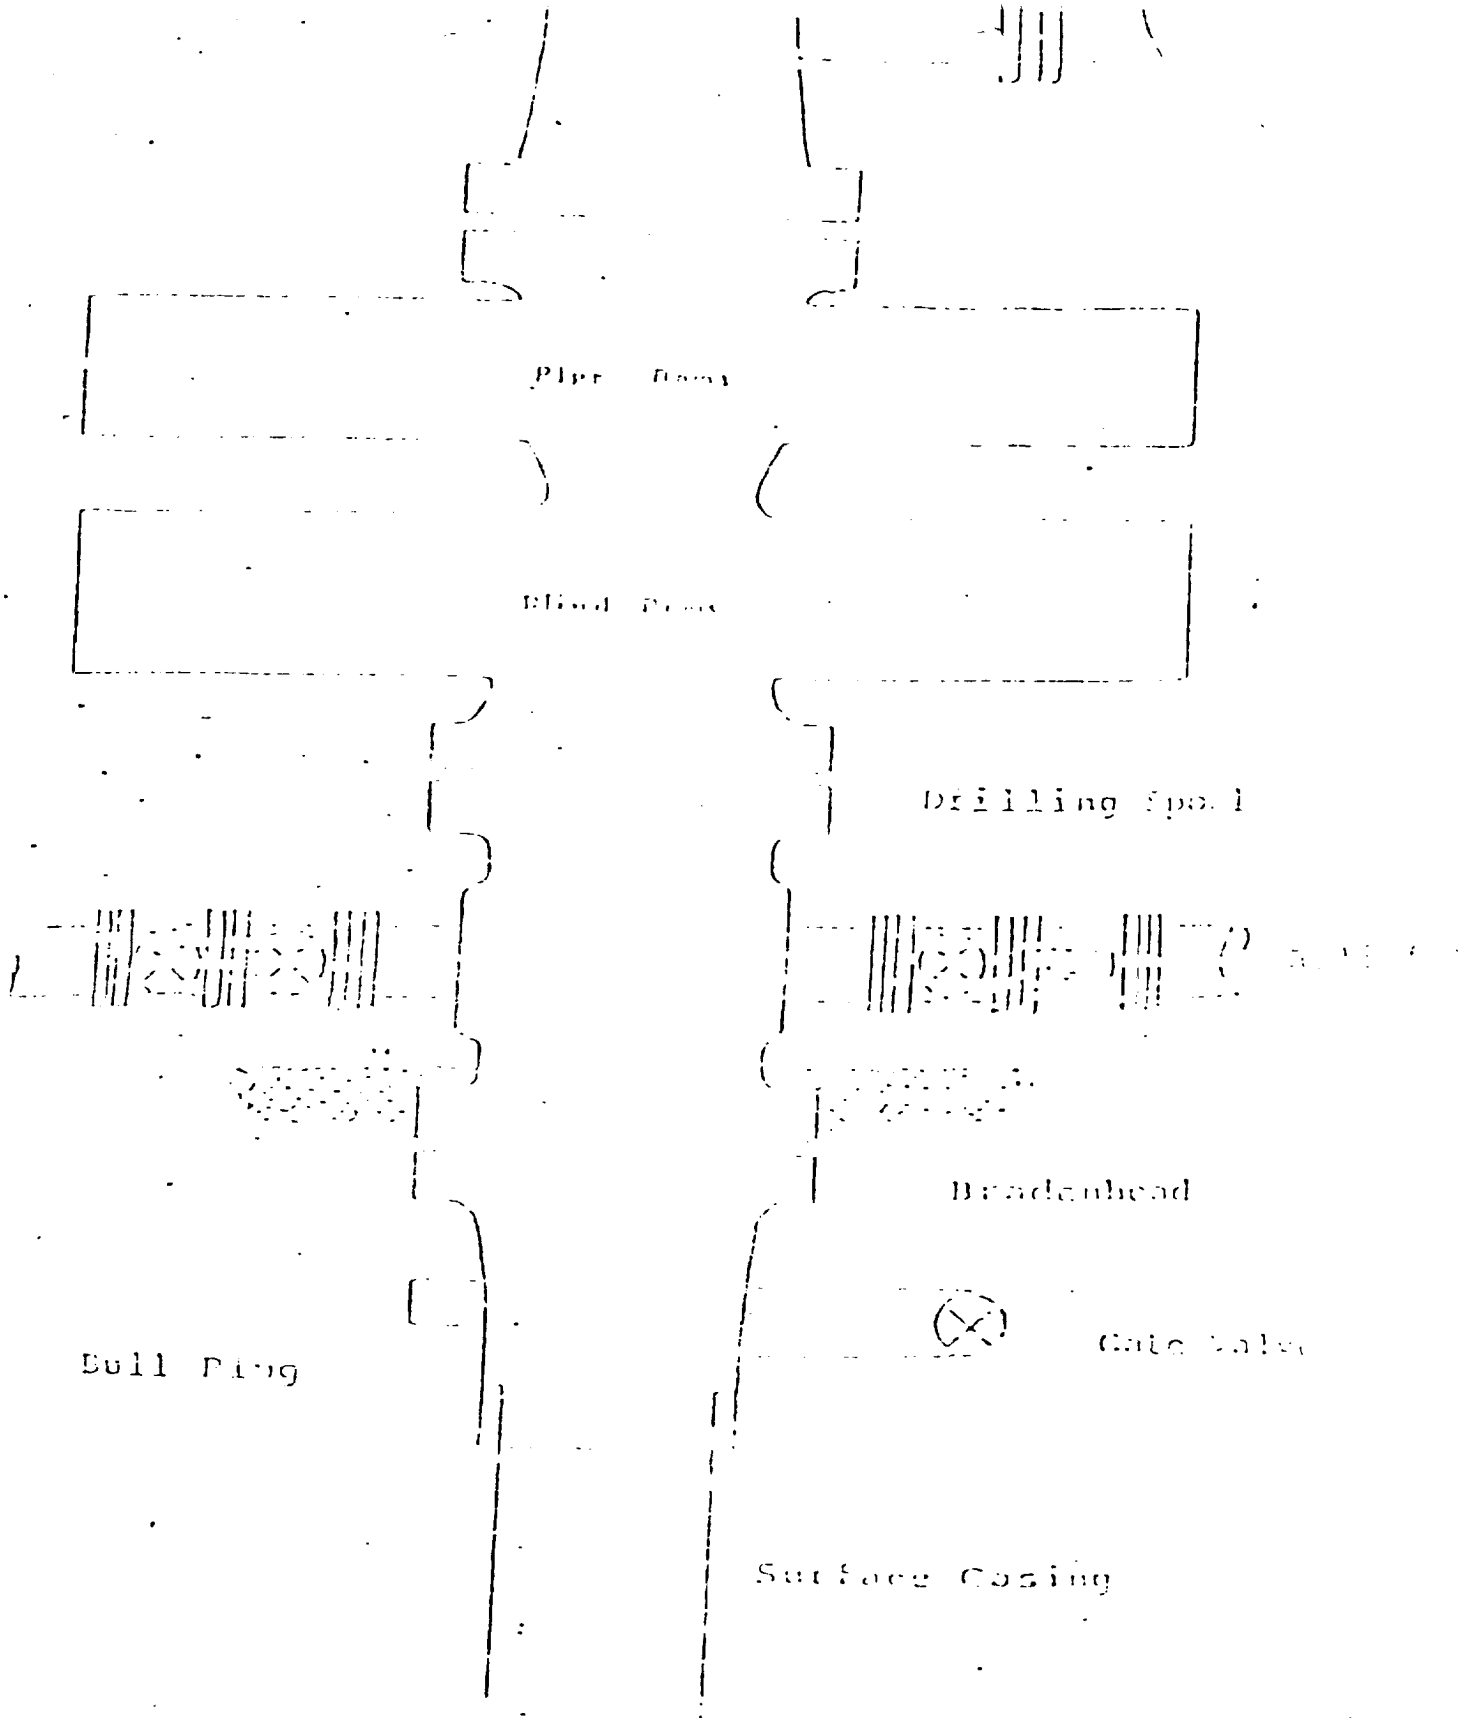 Pipe Rams
Blind Rams
Drilling Spool
Bradenhead
Bull Plug
Gate Valve
Surface Casing